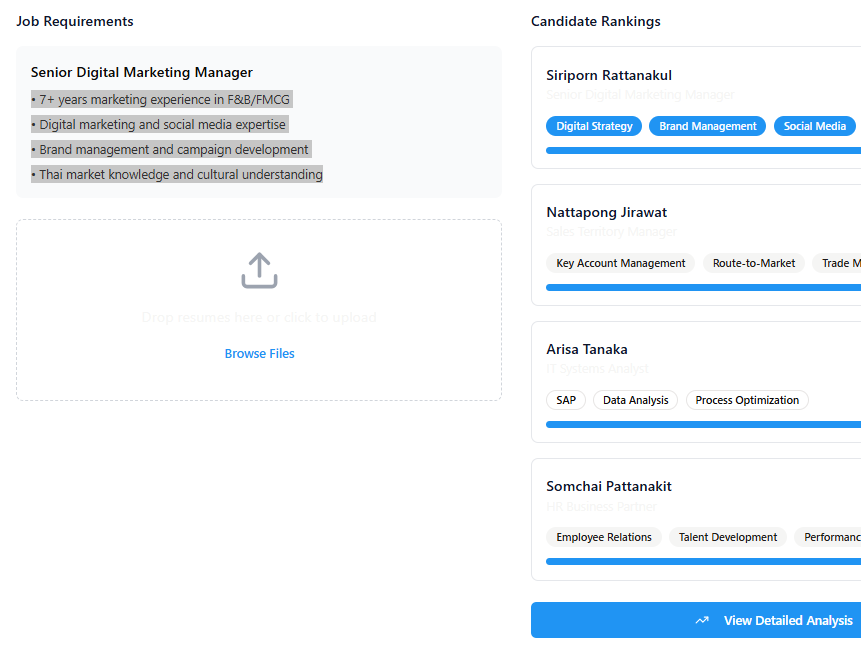 Job Requirements
Senior Digital Marketing Manager
• 7+ years marketing experience in F&B/FMCG
• Digital marketing and social media expertise
• Brand management and campaign development
• Thai market knowledge and cultural understanding
Drop resumes here or click to upload
Browse Files
Candidate Rankings
Siriporn Rattanakul
Senior Digital Marketing Manager
Digital Strategy Brand Management Social Media
Nattapong Jirawat
Sales Territory Manager
Key Account Management Route-to-Market Trade M
Arisa Tanaka
IT Systems Analyst
SAP Data Analysis Process Optimization
Somchai Pattanakit
HR Business Partner
Employee Relations Talent Development Performanc
View Detailed Analysis